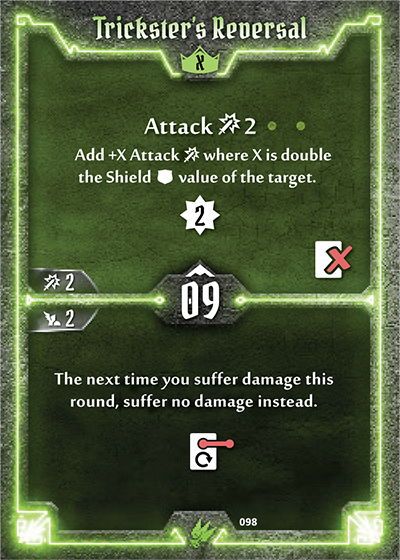 Trickster's Reversal
X
Attack 2
Add +X Attack where X is double
the Shield value of the target.
2
2
09
2
The next time you suffer damage this
round, suffer no damage instead.
098